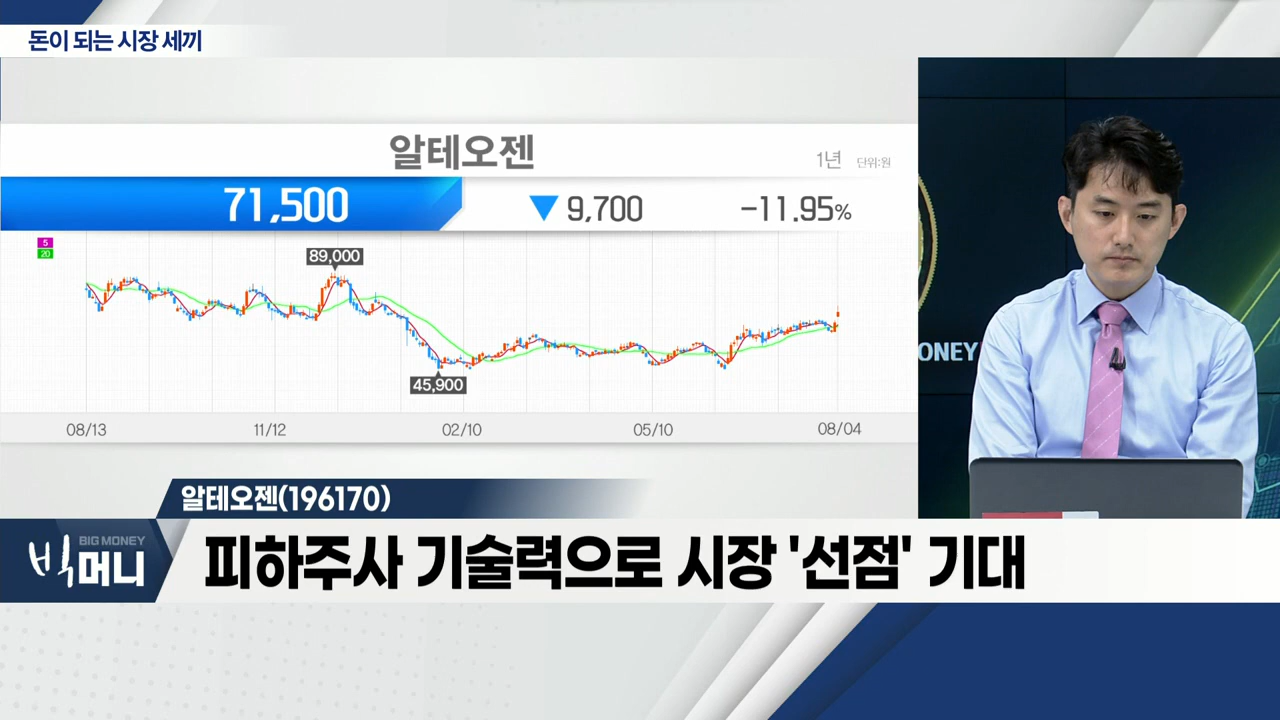 돈이 되는 시장 세끼
알테오젠
1년 단위:원
71,500 ▼ 9,700 -11.95%
5
20
89,000
45,900
08/13 11/12 02/10 05/10 08/04
ONEY
알테오젠(196170)
BIG MONEY
빅머니
피하주사 기술력으로 시장 '선점' 기대